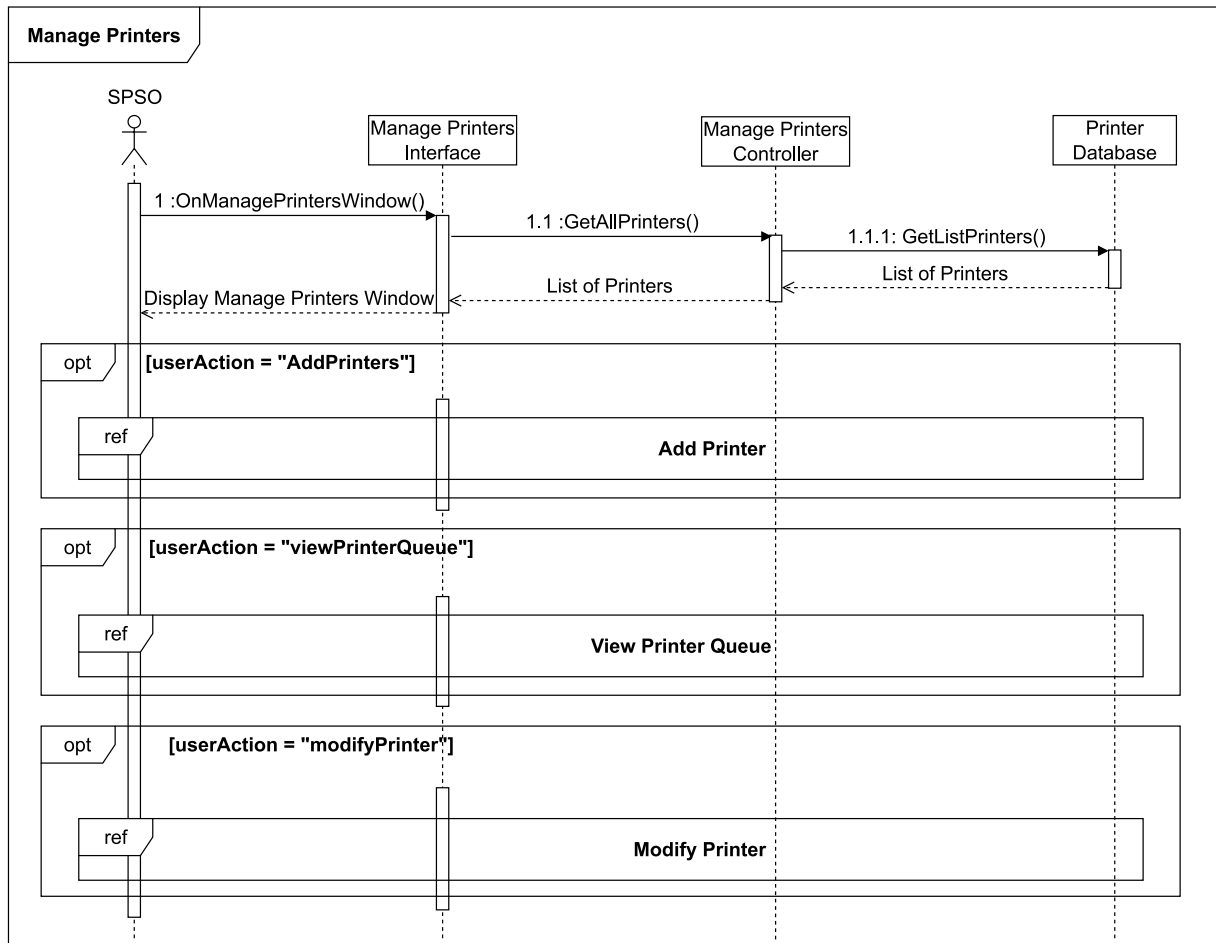 Manage Printers
SPSO
Manage Printers
Interface
Manage Printers
Controller
Printer
Database
1 :OnManagePrintersWindow()
1.1 :GetAllPrinters()
1.1.1: GetListPrinters()
List of Printers
List of Printers
Display Manage Printers Window
opt
[userAction = "AddPrinters"]
ref
Add Printer
opt
[userAction = "viewPrinterQueue"]
ref
View Printer Queue
opt
[userAction = "modifyPrinter"]
ref
Modify Printer